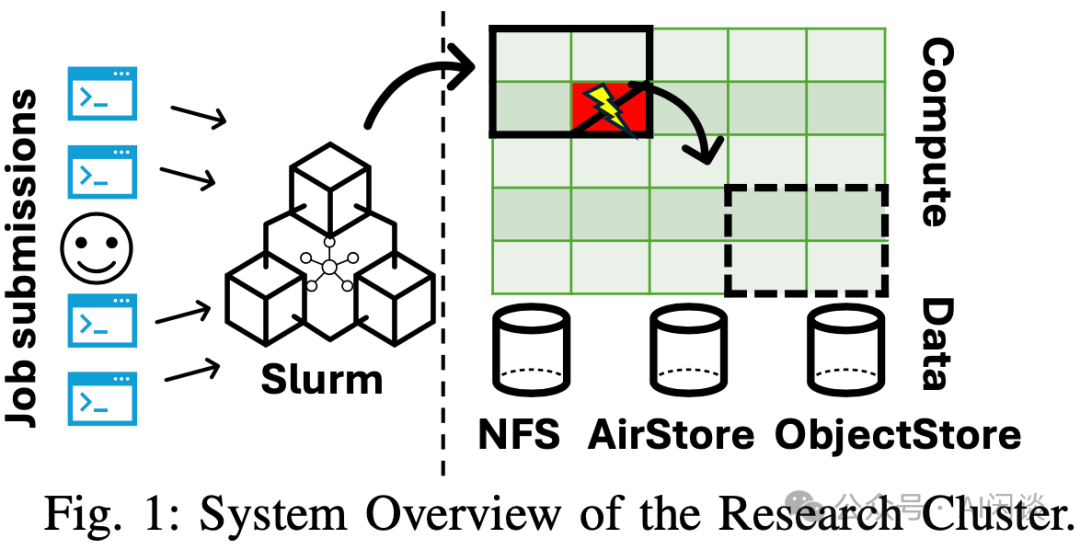 Job submissions
Slurm
Compute
Data
NFS AirStore ObjectStore
Fig. 1: System Overview of the Research Cluster.
公众号 · AI闲谈